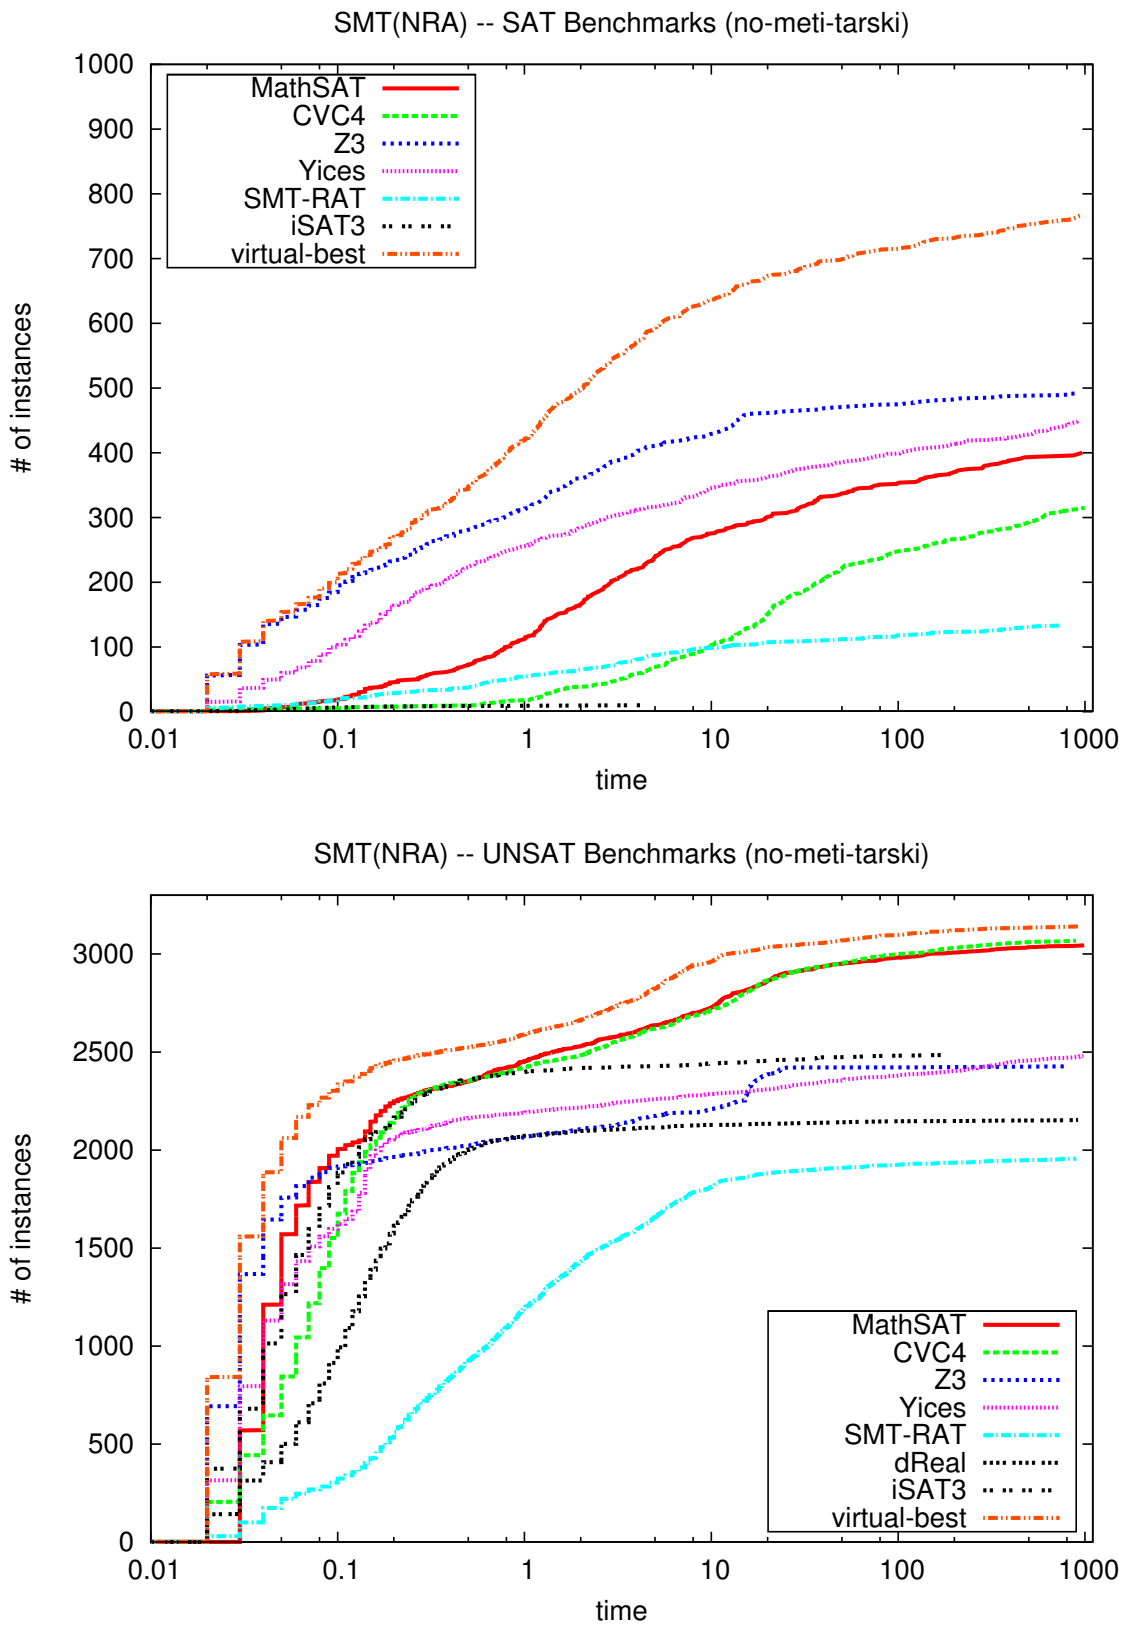 SMT(NRA) -- SAT Benchmarks (no-meti-tarski)
1000
900
800
700
600
500
400
300
200
100
0
# of instances
MathSAT
CVC4
Z3
Yices
SMT-RAT
iSAT3
virtual-best
0.01 0.1 1 10 100 1000
time
SMT(NRA) -- UNSAT Benchmarks (no-meti-tarski)
3000
2500
2000
1500
1000
500
0
# of instances
MathSAT
CVC4
Z3
Yices
SMT-RAT
dReal
iSAT3
virtual-best
0.01 0.1 1 10 100 1000
time